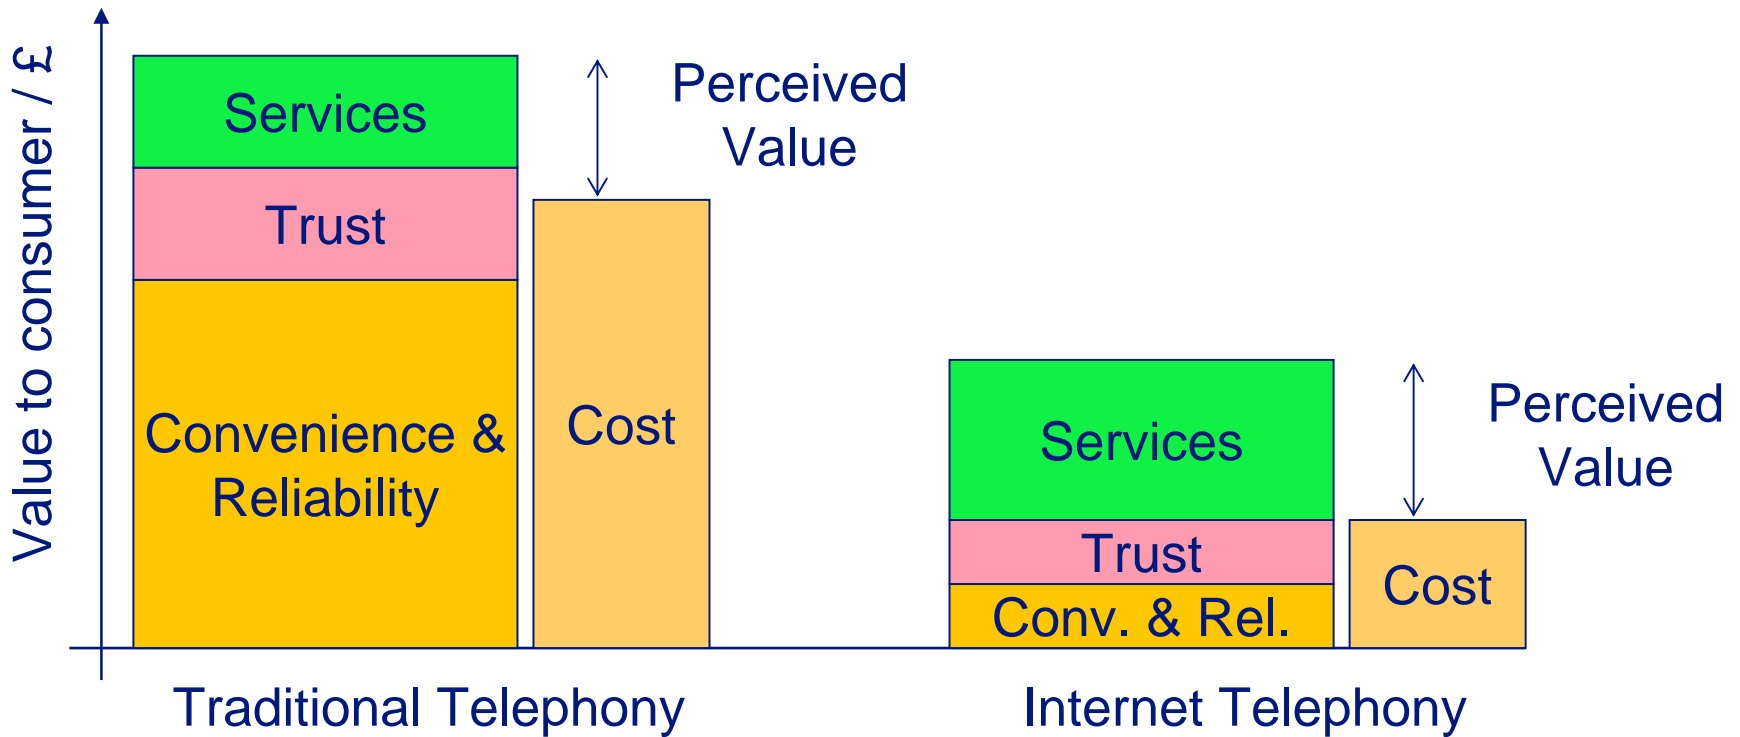 Value to consumer / £
Services
Trust
Convenience &
Reliability
Cost
Perceived
Value
Services
Trust
Conv. & Rel.
Cost
Perceived
Value
Traditional Telephony
Internet Telephony